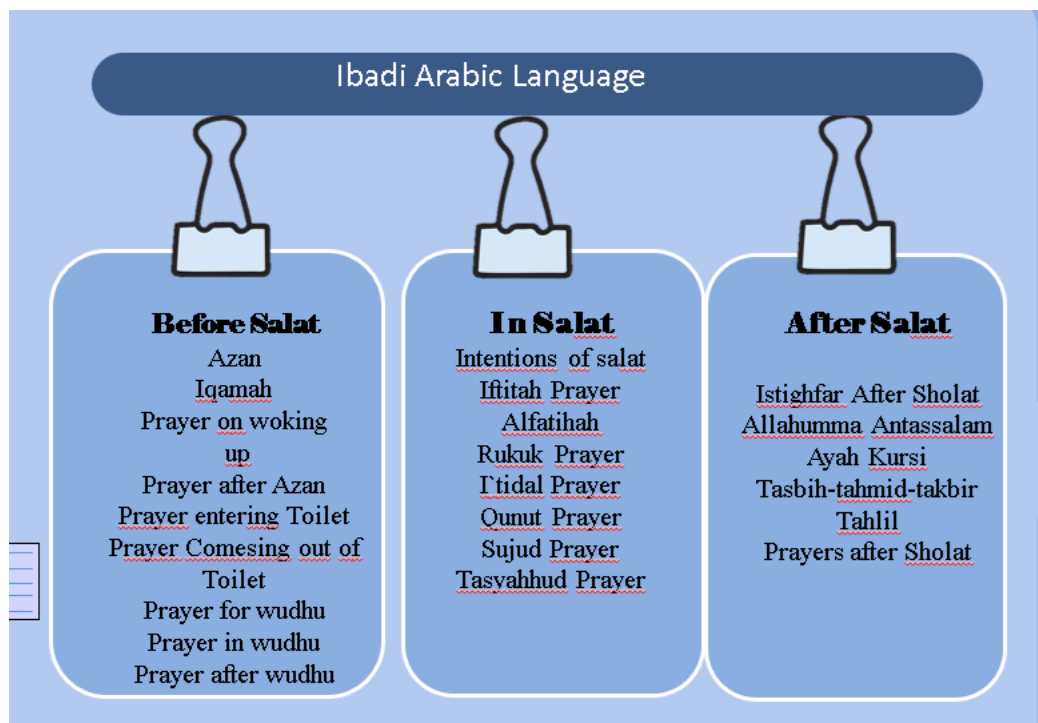 Ibadi Arabic Language
Before Salat
Azan
Iqamah
Prayer on woking
up
Prayer after Azan
Prayer entering Toilet
Prayer Comesing out of
Toilet
Prayer for wudhu
Prayer in wudhu
Prayer after wudhu
In Salat
Intentions of salat
Iftitah Prayer
Alfatihah
Rukuk Prayer
I`tidal Prayer
Qunut Prayer
Sujud Prayer
Tasyahhud Prayer
After Salat
Istighfar After Sholat
Allahumma Antassalam
Ayah Kursi
Tasbih-tahmid-takbir
Tahlil
Prayers after Sholat